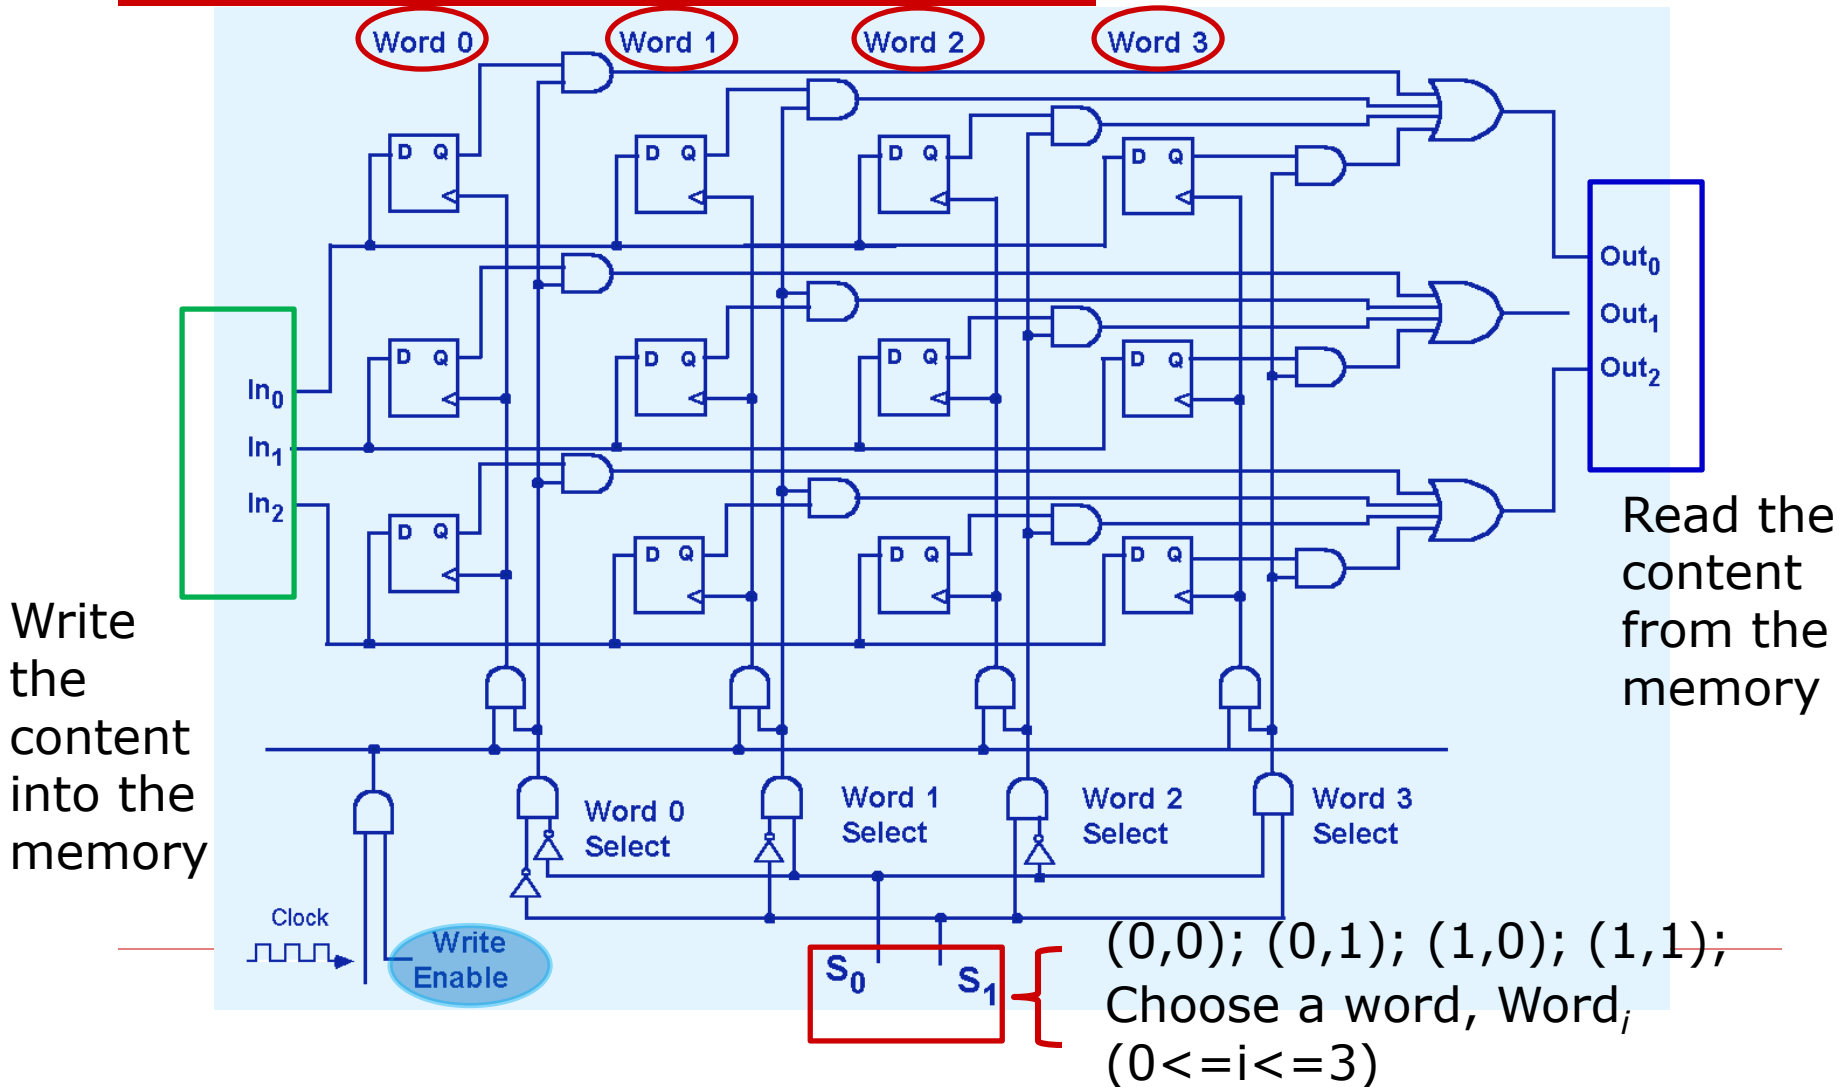 Word 0
Word 1
Word 2
Word 3
D Q
D Q
D Q
D Q
Out₀
Out₁
Out₂
D Q
D Q
D Q
D Q
In₀
In₁
In₂
D Q
D Q
D Q
D Q
Read the
content
from the
memory
Write
the
content
into the
memory
Word 0
Select
Word 1
Select
Word 2
Select
Word 3
Select
Clock
Write
Enable
S₀
S₁
(0,0); (0,1); (1,0); (1,1);
Choose a word, Wordᵢ
(0<=i<=3)